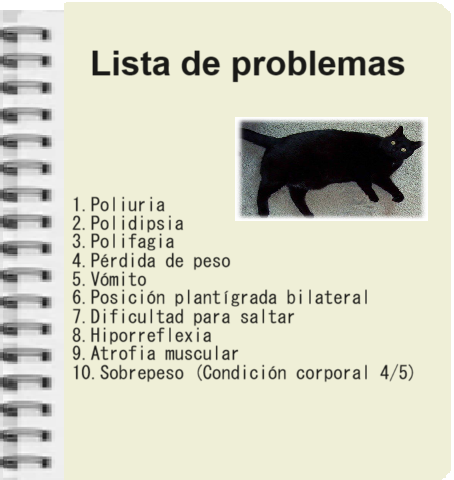 Lista de problemas
1.Poliuria
2.Polidipsia
3.Polifagia
4.Pérdida de peso
5.Vómito
6.Posición plantígrada bilateral
7.Dificultad para saltar
8.Hiporreflexia
9.Atrofia muscular
10.Sobrepeso (Condición corporal 4/5)